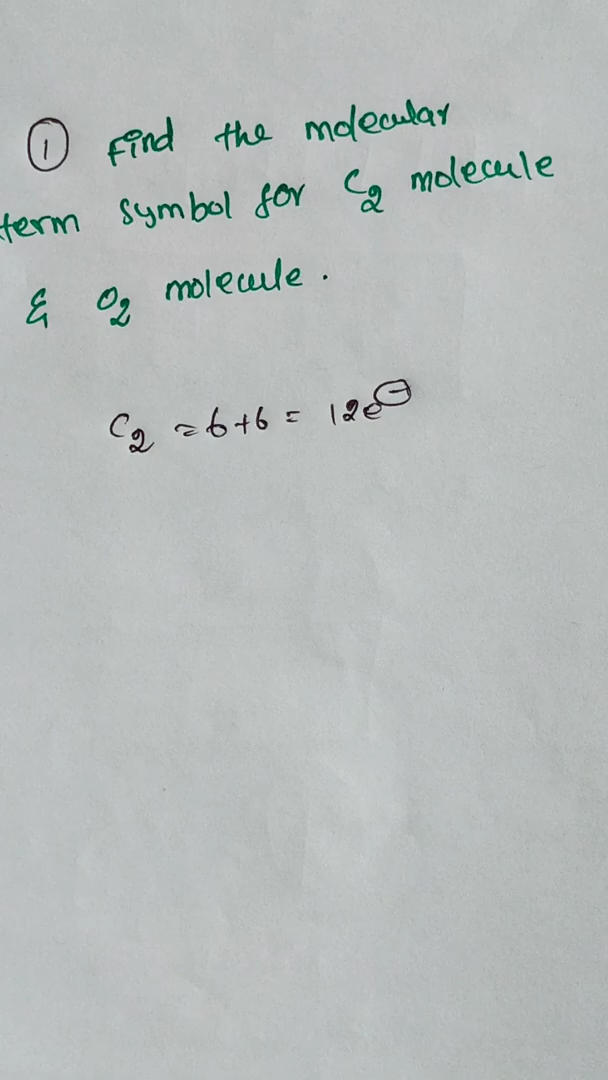 ① Find the molecular
term symbol for C₂ molecule
& O₂ molecule.
C₂ = 6+6 = 12e⊖